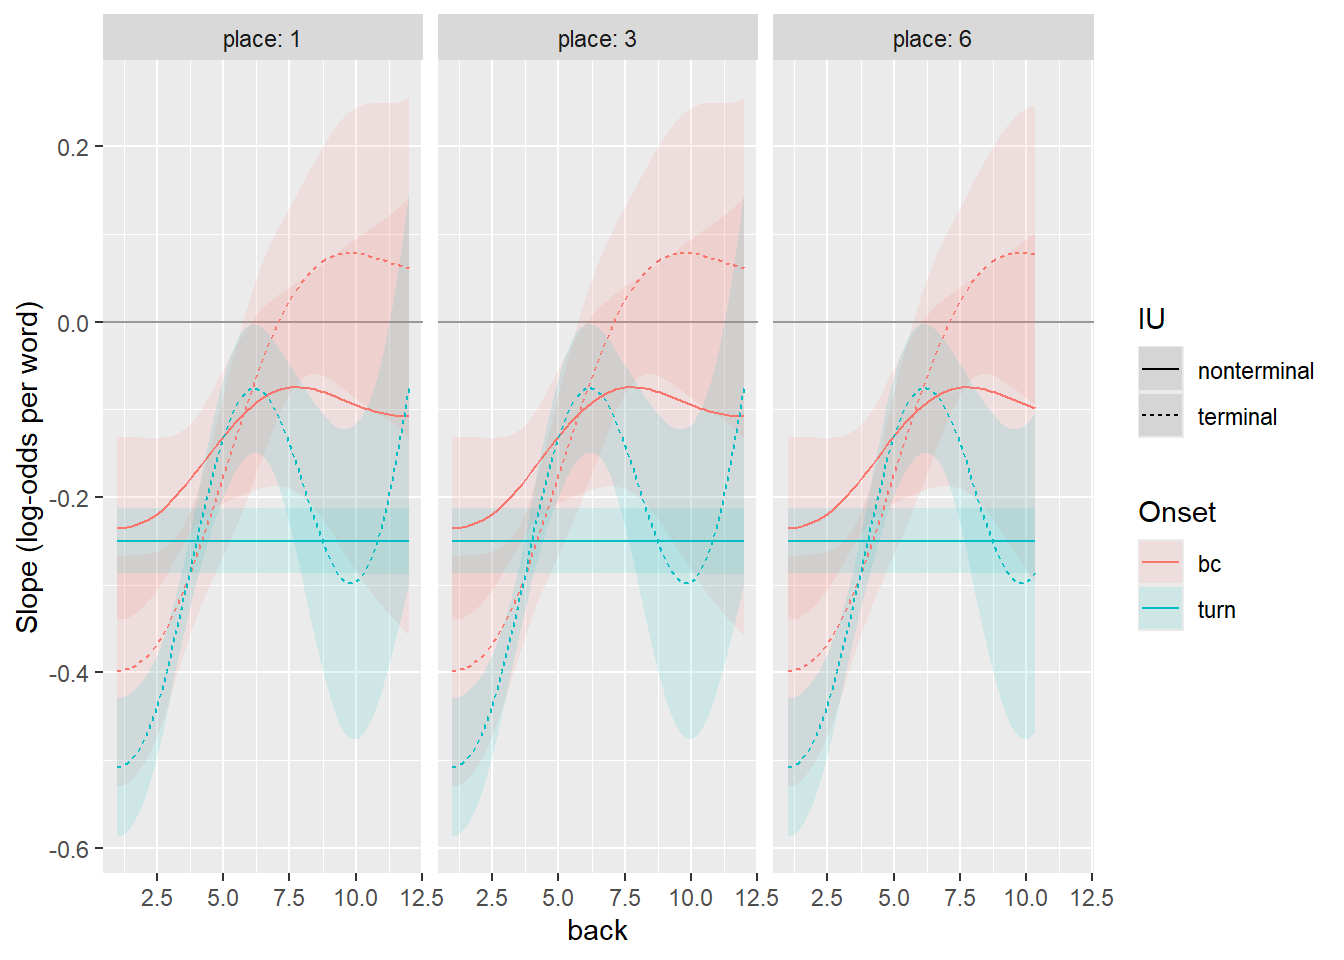 place: 1
place: 3
place: 6
Slope (log-odds per word)
0.2
0.0
-0.2
-0.4
-0.6
2.5 5.0 7.5 10.0 12.5
2.5 5.0 7.5 10.0 12.5
2.5 5.0 7.5 10.0 12.5
back
IU
nonterminal
terminal
Onset
bc
turn